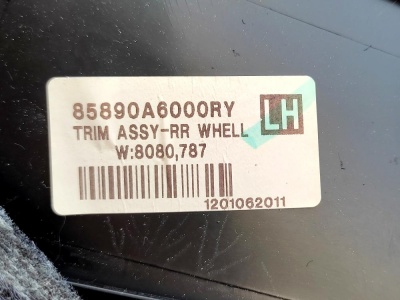 85890A6000RY LH
TRIM ASSY-RR WHELL
W:8080,787
1201062011